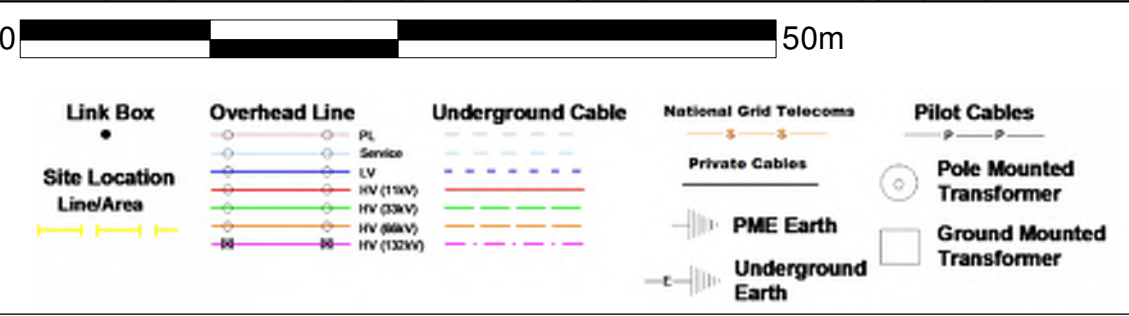 0 50m
Link Box
Site Location
Line/Area
Overhead Line
PL
Service
LV
HV (11kV)
HV (33kV)
HV (66kV)
HV (132kV)
Underground Cable
National Grid Telecoms
S S
Private Cables
PME Earth
E
Underground
Earth
Pilot Cables
P P
Pole Mounted
Transformer
Ground Mounted
Transformer